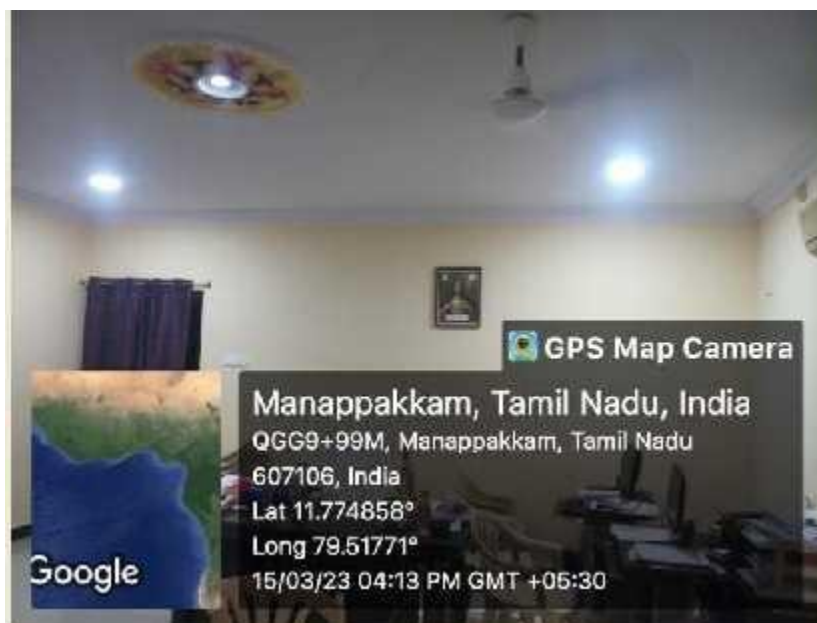 GPS Map Camera
Manappakkam, Tamil Nadu, India
QGG9+99M, Manappakkam, Tamil Nadu
607106, India
Lat 11.774858°
Long 79.51771°
15/03/23 04:13 PM GMT +05:30
Google